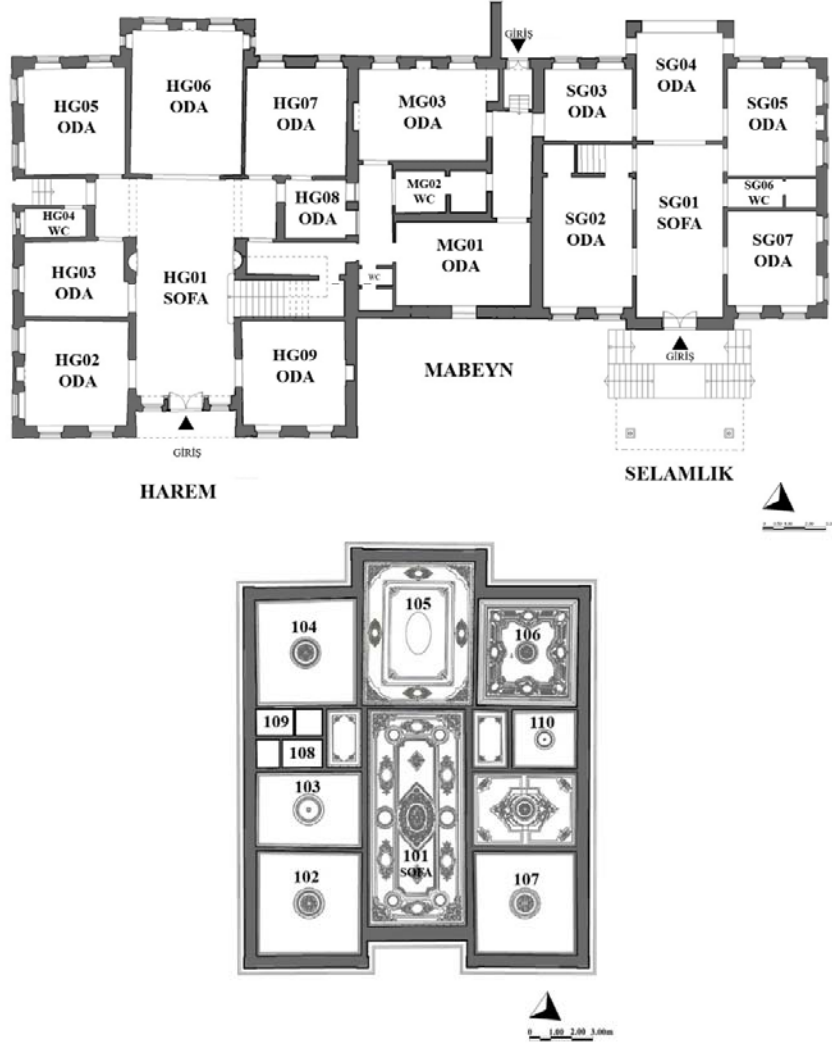 GİRİŞ
HG05
ODA
HG06
ODA
HG07
ODA
MG03
ODA
SG03
ODA
SG04
ODA
SG05
ODA
HG04
WC
HG08
ODA
MG02
WC
SG06
WC
HG03
ODA
HG01
SOFA
WC
MG01
ODA
SG02
ODA
SG01
SOFA
SG07
ODA
HG02
ODA
HG09
ODA
MABEYN
GİRİŞ
GİRİŞ
HAREM
SELAMLIK
104
105
106
109
108
110
103
101
SOFA
102
107
0 1.00 2.00 3.00m